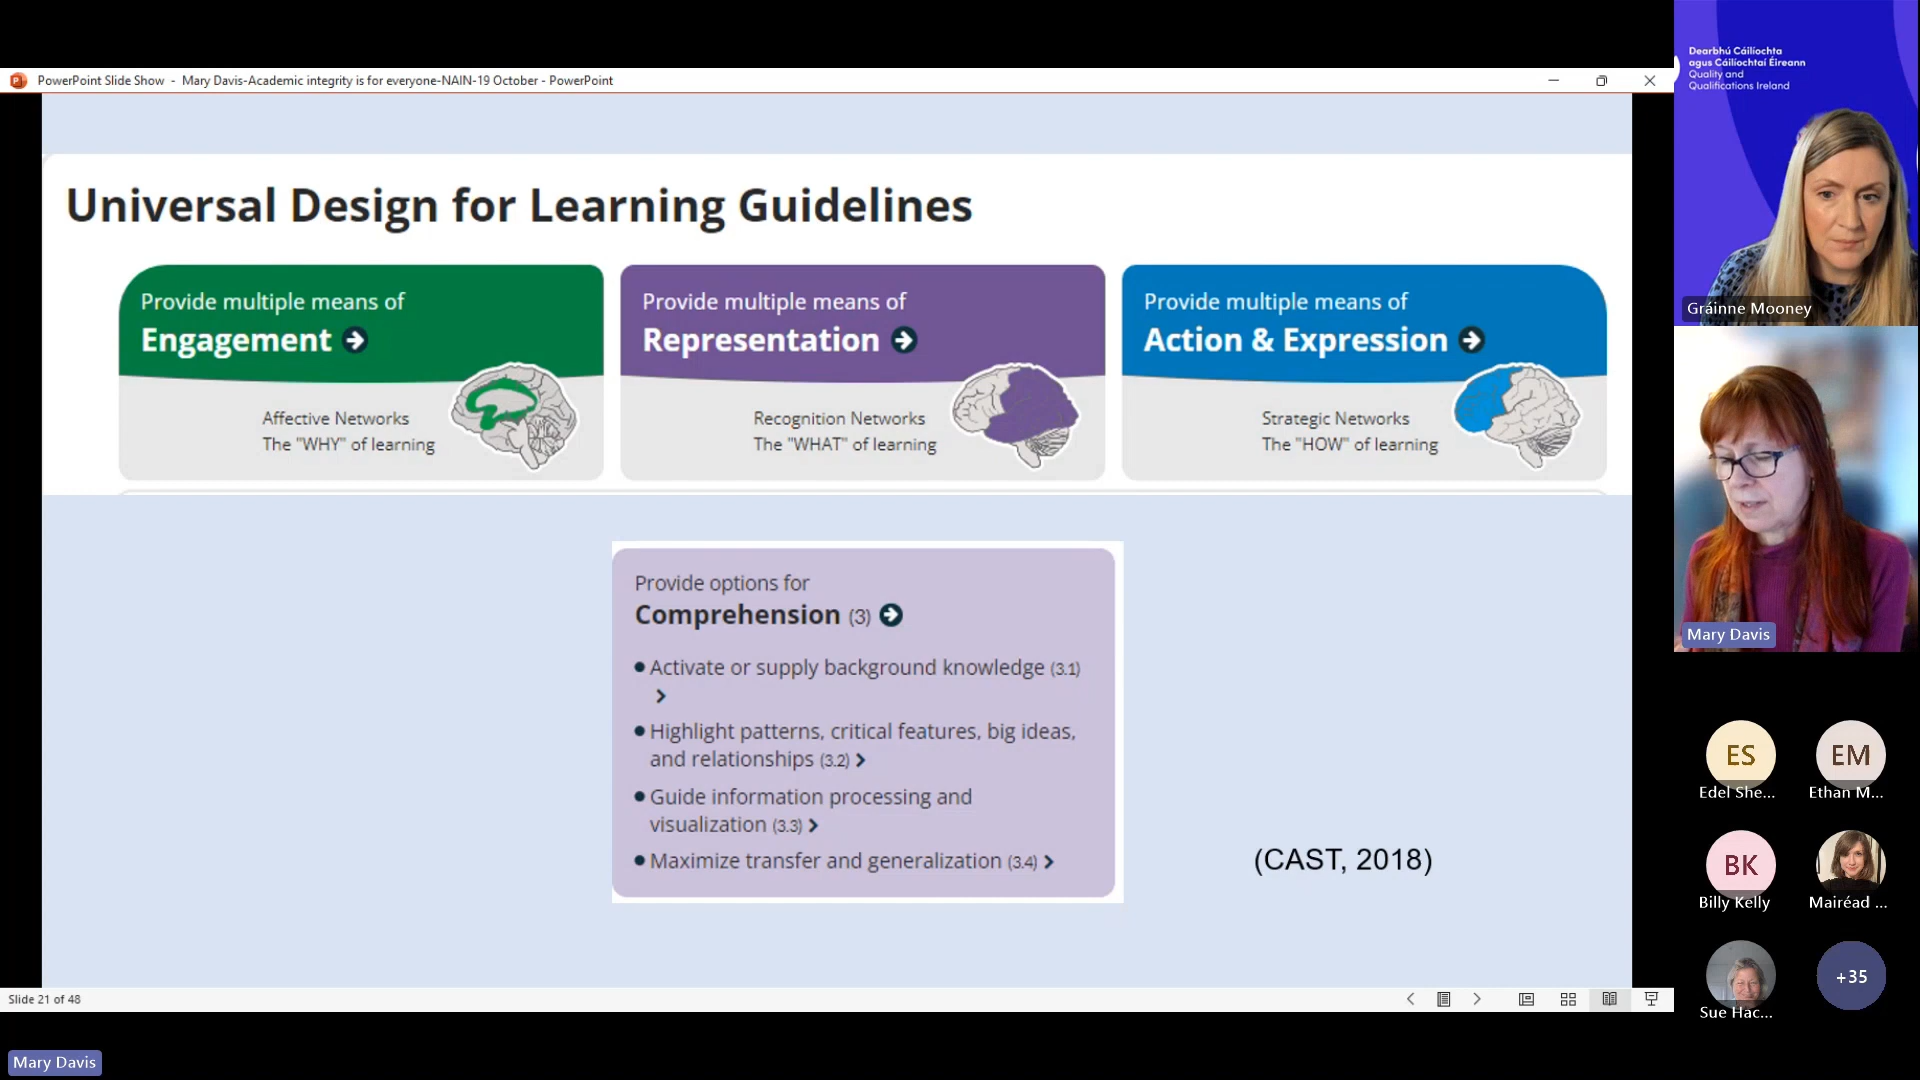 PowerPoint Slide Show - Mary Davis-Academic integrity is for everyone-NAIN-19 October - PowerPoint
Universal Design for Learning Guidelines
Provide multiple means of
Engagement
Affective Networks
The "WHY" of learning
Provide multiple means of
Representation
Recognition Networks
The "WHAT" of learning
Provide multiple means of
Action & Expression
Strategic Networks
The "HOW" of learning
Provide options for
Comprehension (3)
Activate or supply background knowledge (3.1)
Highlight patterns, critical features, big ideas,
and relationships (3.2)
Guide information processing and
visualization (3.3)
Maximize transfer and generalization (3.4)
(CAST, 2018)
Slide 21 of 48
Mary Davis
Dearbhú Cáilíochta
agus Cáilíochtaí Éireann
Quality and
Qualifications Ireland
Gráinne Mooney
Mary Davis
ES
Edel She...
EM
Ethan M...
BK
Billy Kelly
Mairéad ...
Sue Hac...
+35